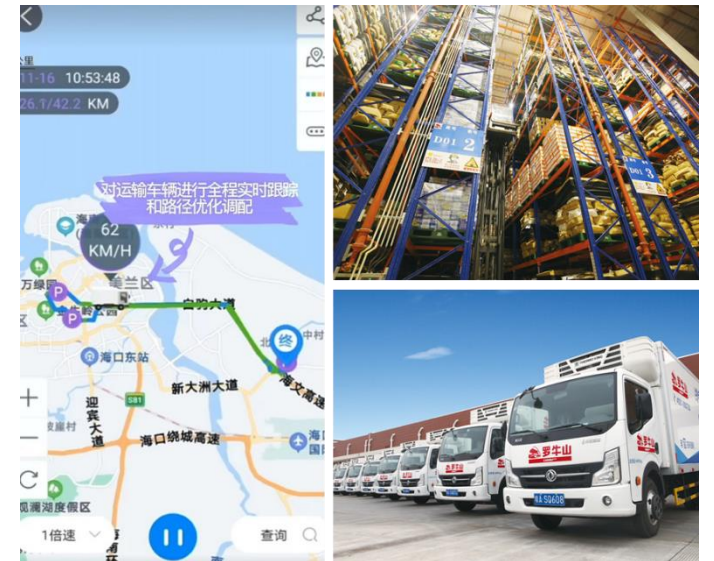 公里
11-16 10:53:48
26.1/42.2 KM
对运输车辆进行全程实时跟踪
和路径优化调配
62
KM/H
美兰区
万绿园
P
P
白驹大道
终
中村
海口东站
海文高速
新大洲大道
S81
迎宾大道
海口绕城高速
观澜湖度假区
1倍速
查询
D01 2
D01 3
罗牛山
罗牛山